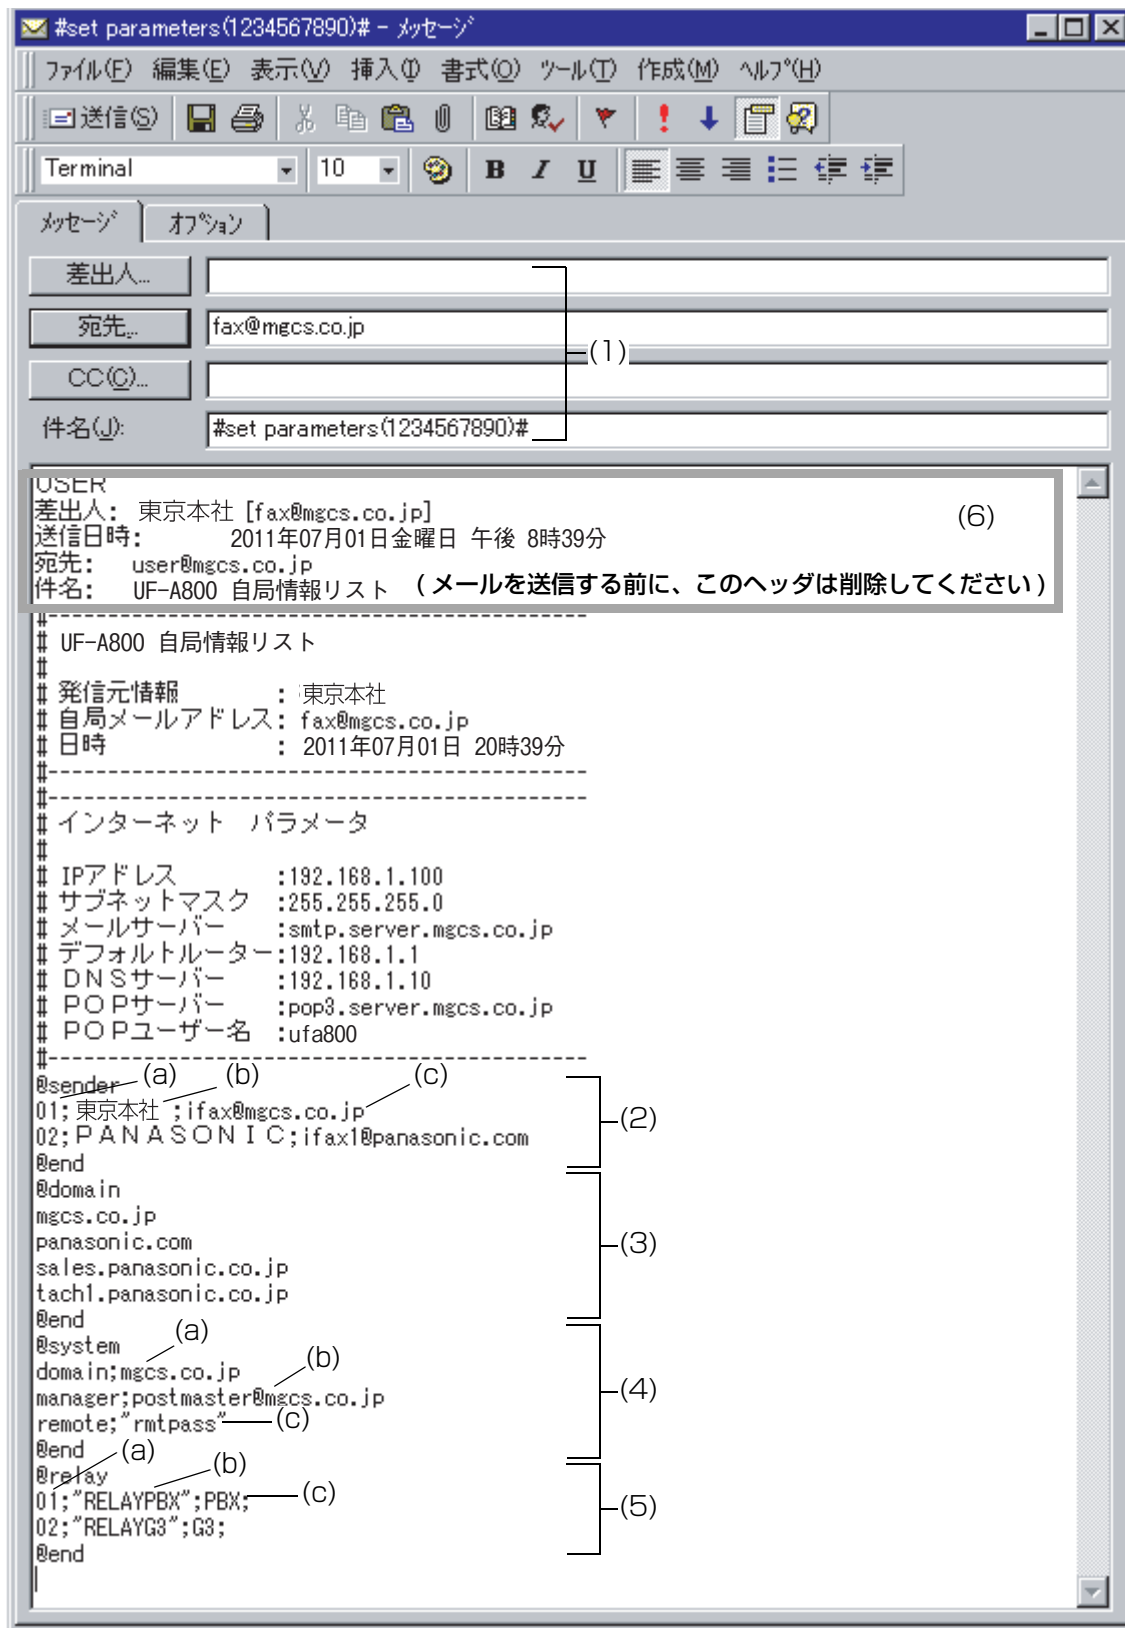 #set parameters(1234567890)# - メッセージ
ファイル(F) 編集(E) 表示(V) 挿入(I) 書式(O) ツール(T) 作成(M) ヘルプ(H)
送信(S)
Terminal 10 B I U
メッセージ オプション
差出人...
宛先... fax@mgcs.co.jp
(1)
CC(C)...
件名(J): #set parameters(1234567890)#
USER
差出人: 東京本社 [fax@mgcs.co.jp]
(6)
送信日時: 2011年07月01日金曜日 午後 8時39分
宛先: user@mgcs.co.jp
件名: UF-A800 自局情報リスト (メールを送信する前に、このヘッダは削除してください)
#---------------------------------------------
# UF-A800 自局情報リスト
#
# 発信元情報 : 東京本社
# 自局メールアドレス: fax@mgcs.co.jp
# 日時 : 2011年07月01日 20時39分
#---------------------------------------------
#---------------------------------------------
# インターネット パラメータ
#
# IPアドレス :192.168.1.100
# サブネットマスク :255.255.255.0
# メールサーバー :smtp.server.mgcs.co.jp
# デフォルトルーター:192.168.1.1
# DNSサーバー :192.168.1.10
# POPサーバー :pop3.server.mgcs.co.jp
# POPユーザー名 :ufa800
#---------------------------------------------
@sender (a) (b) (c)
01;東京本社 ;ifax@mgcs.co.jp
(2)
02;PANASONIC;ifax1@panasonic.com
@end
@domain
mgcs.co.jp
panasonic.com
(3)
sales.panasonic.co.jp
tach1.panasonic.co.jp
@end
(a)
@system
(b)
domain;mgcs.co.jp
manager;postmaster@mgcs.co.jp
(4)
remote;"rmtpass" (c)
@end (a)
@relay (b)
01;"RELAYPBX";PBX; (c)
(5)
02;"RELAYG3";G3;
@end